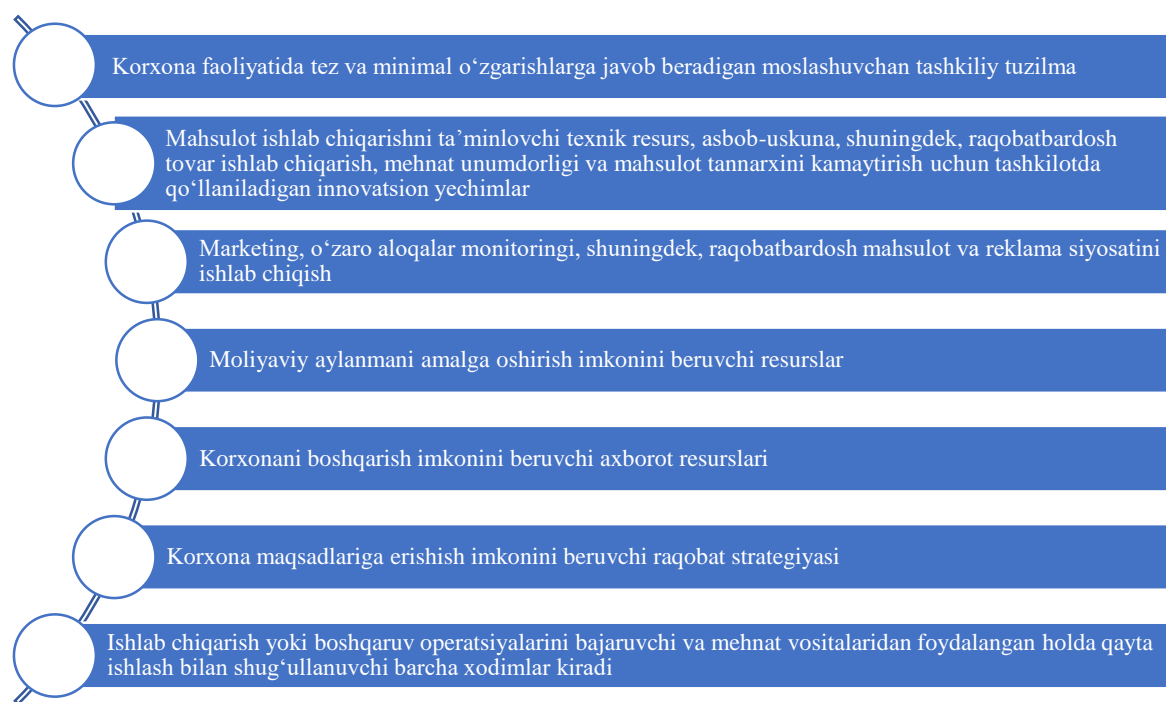 Korxona faoliyatida tez va minimal o‘zgarishlarga javob beradigan moslashuvchan tashkiliy tuzilma
Mahsulot ishlab chiqarishni ta’minlovchi texnik resurs, asbob-uskuna, shuningdek, raqobatbardosh
tovar ishlab chiqarish, mehnat unumdorligi va mahsulot tannarxini kamaytirish uchun tashkilotda
qo‘llaniladigan innovatsion yechimlar
Marketing, o‘zaro aloqalar monitoringi, shuningdek, raqobatbardosh mahsulot va reklama siyosatini
ishlab chiqish
Moliyaviy aylanmani amalga oshirish imkonini beruvchi resurslar
Korxonani boshqarish imkonini beruvchi axborot resurslari
Korxona maqsadlariga erishish imkonini beruvchi raqobat strategiyasi
Ishlab chiqarish yoki boshqaruv operatsiyalarini bajaruvchi va mehnat vositalaridan foydalangan holda qayta
ishlash bilan shug‘ullanuvchi barcha xodimlar kiradi